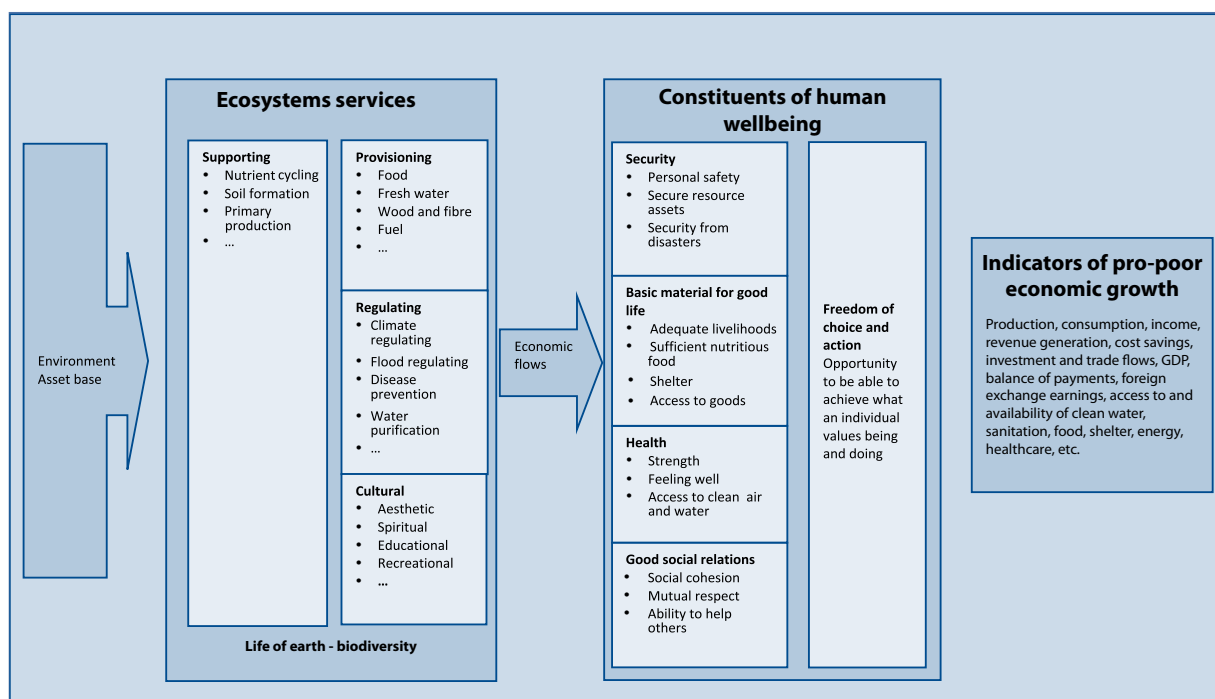 Environment
Asset base
Ecosystems services
Supporting
• Nutrient cycling
• Soil formation
• Primary
production
• ...
Provisioning
• Food
• Fresh water
• Wood and fibre
• Fuel
• ...
Regulating
• Climate
regulating
• Flood regulating
• Disease
prevention
• Water
purification
• ...
Cultural
• Aesthetic
• Spiritual
• Educational
• Recreational
• ...
Life of earth - biodiversity
Economic
flows
Constituents of human
wellbeing
Security
• Personal safety
• Secure resource
assets
• Security from
disasters
Basic material for good
life
• Adequate livelihoods
• Sufficient nutritious
food
• Shelter
• Access to goods
Health
• Strength
• Feeling well
• Access to clean air
and water
Good social relations
• Social cohesion
• Mutual respect
• Ability to help
others
Freedom of
choice and
action
Opportunity
to be able to
achieve what
an individual
values being
and doing
Indicators of pro-poor
economic growth
Production, consumption, income,
revenue generation, cost savings,
investment and trade flows, GDP,
balance of payments, foreign
exchange earnings, access to and
availability of clean water,
sanitation, food, shelter, energy,
healthcare, etc.